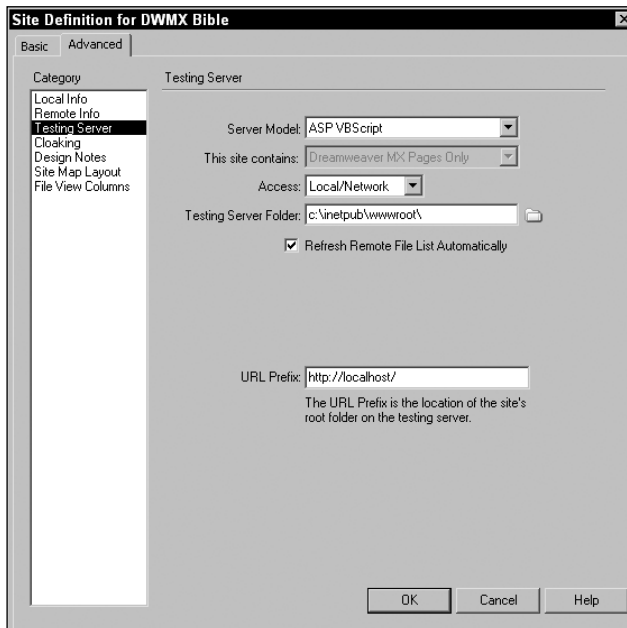 Site Definition for DWMX Bible
Basic
Advanced
Category
Local Info
Remote Info
Testing Server
Cloaking
Design Notes
Site Map Layout
File View Columns
Testing Server
Server Model: ASP VBScript
This site contains: Dreamweaver MX Pages Only
Access: Local/Network
Testing Server Folder: c:\inetpub\wwwroot\
Refresh Remote File List Automatically
URL Prefix: http://localhost/
The URL Prefix is the location of the site's
root folder on the testing server.
OK
Cancel
Help